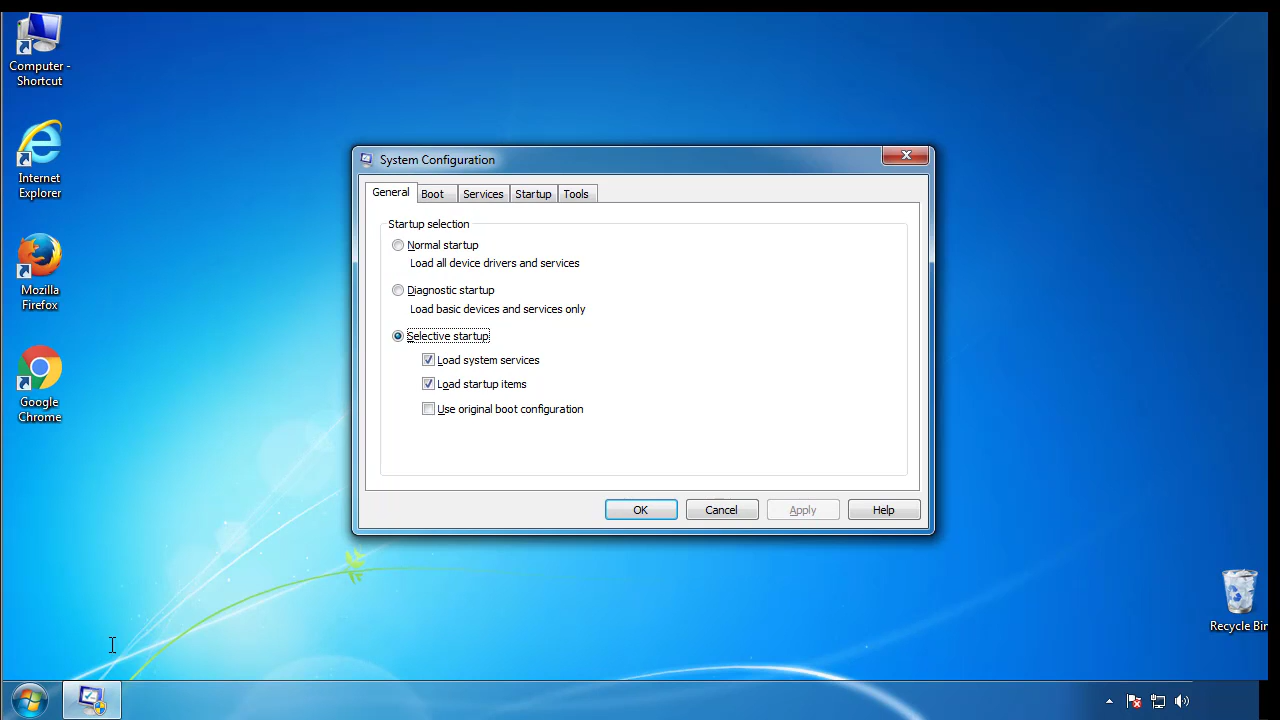 Computer -
Shortcut
Internet
Explorer
Mozilla
Firefox
Google
Chrome
System Configuration
General
Boot
Services
Startup
Tools
Startup selection
Normal startup
Load all device drivers and services
Diagnostic startup
Load basic devices and services only
Selective startup
Load system services
Load startup items
Use original boot configuration
OK
Cancel
Apply
Help
Recycle Bin